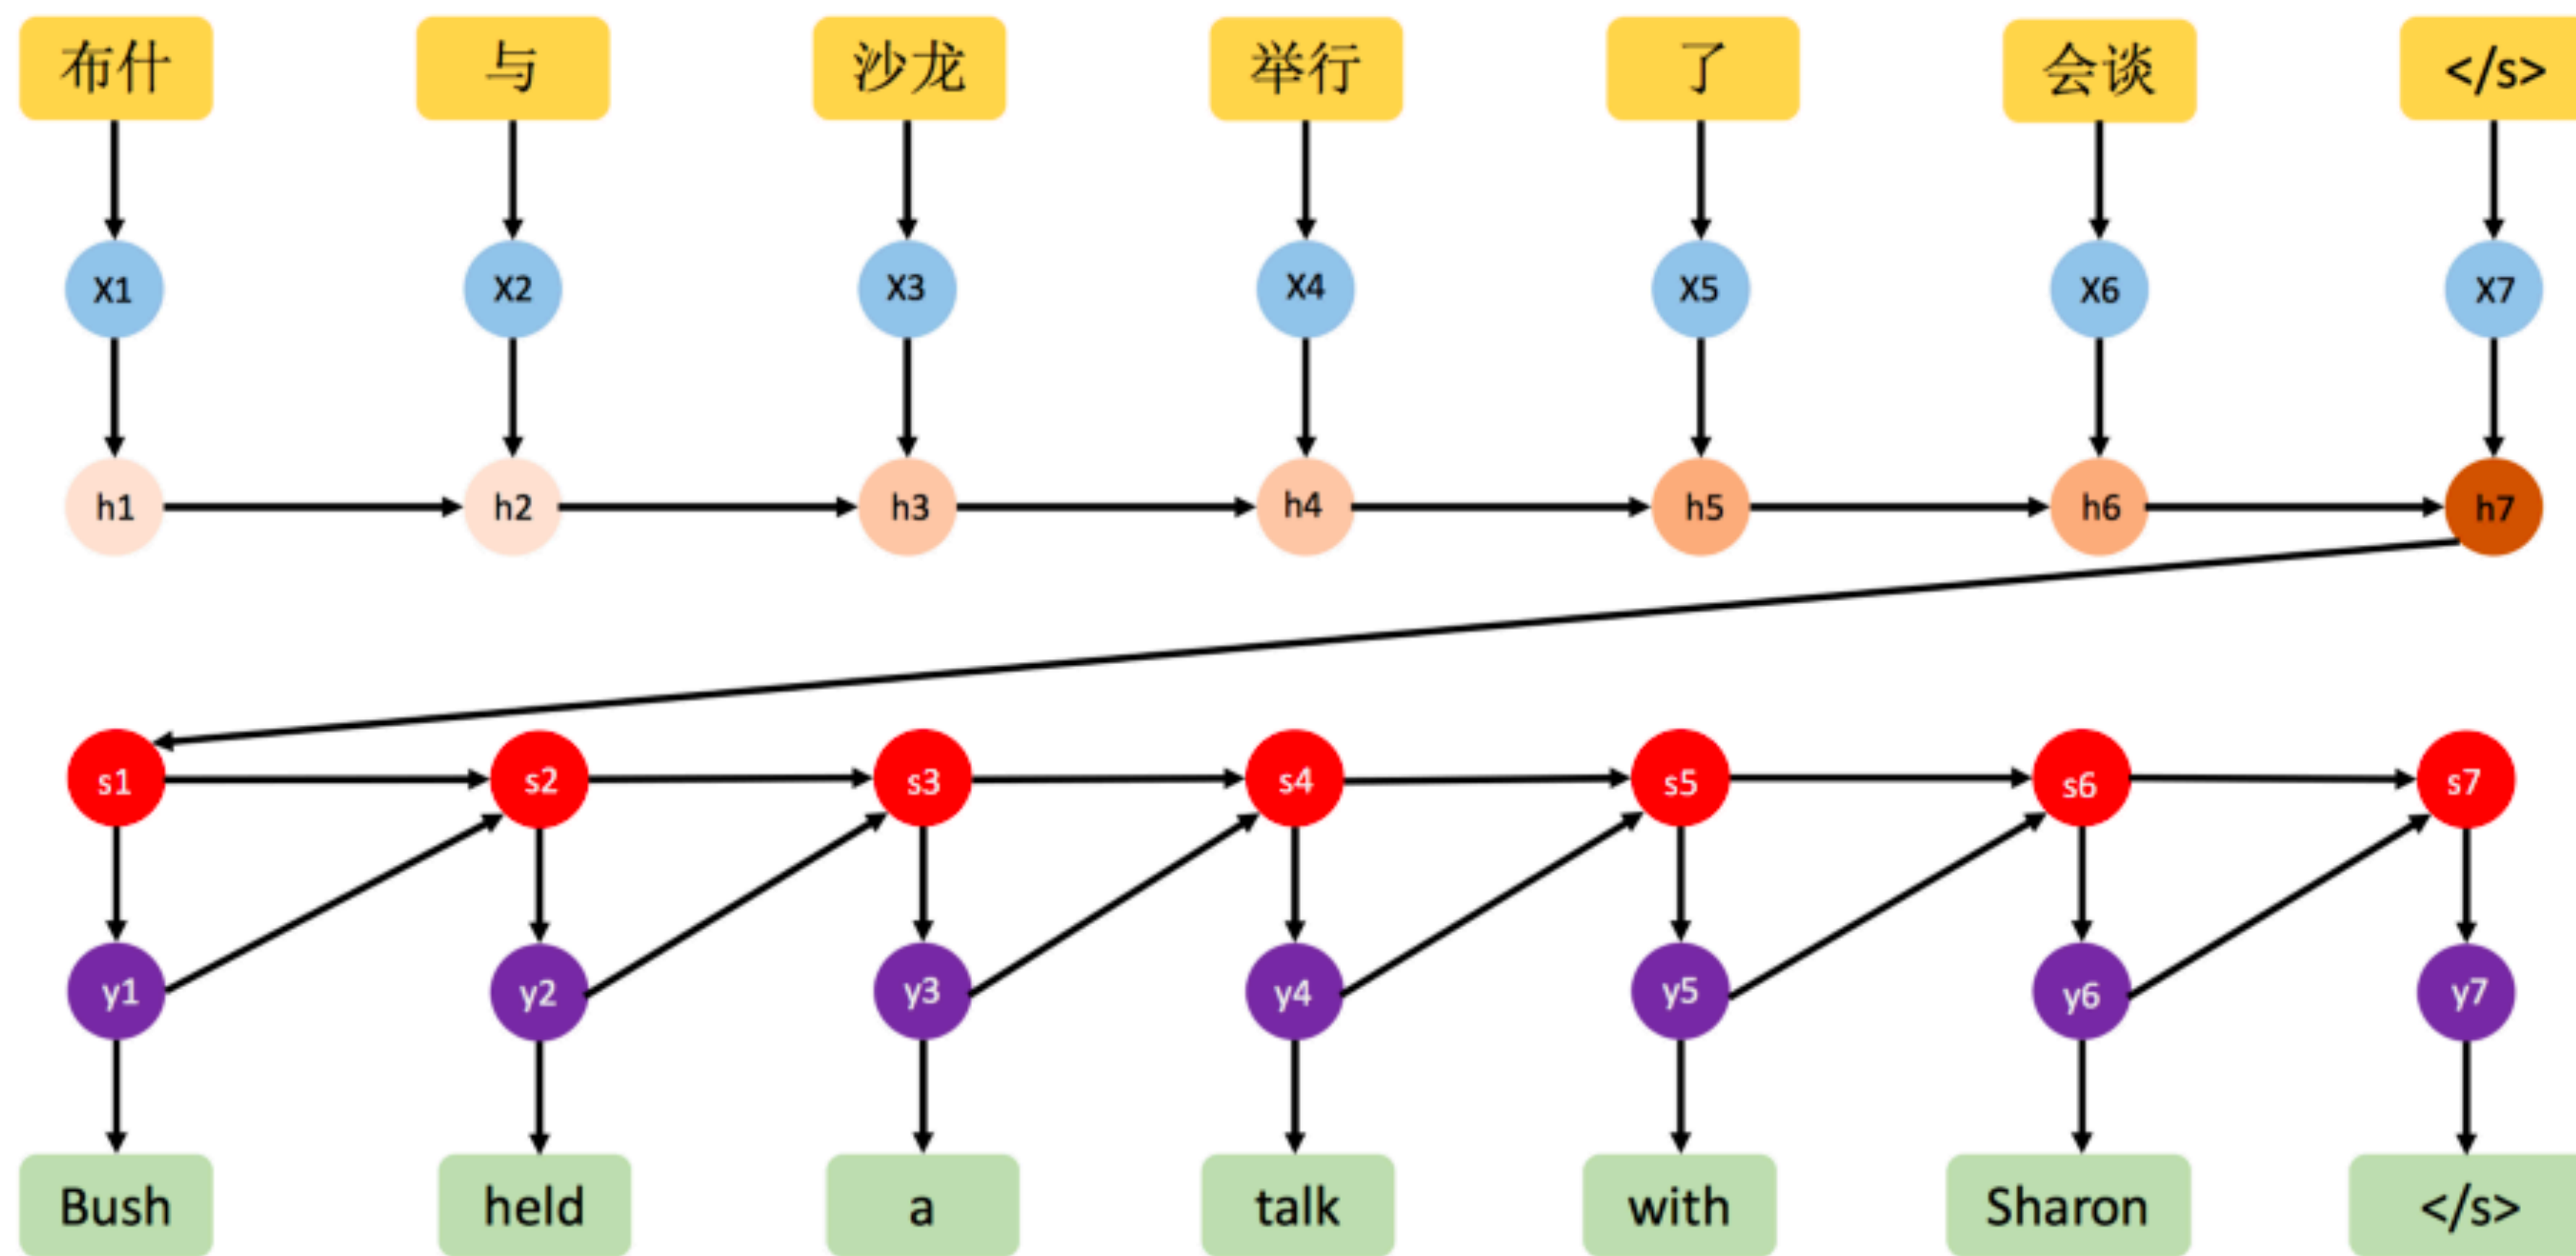 布什 与 沙龙 举行 了 会谈 </s>
X1 X2 X3 X4 X5 X6 X7
h1 h2 h3 h4 h5 h6 h7
s1 s2 s3 s4 s5 s6 s7
y1 y2 y3 y4 y5 y6 y7
Bush held a talk with Sharon </s>